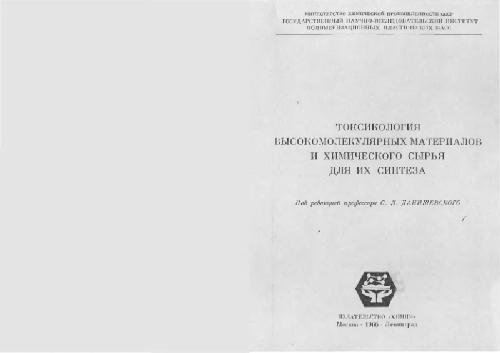 МИНИСТЕРСТВО ХИМИЧЕСКОЙ ПРОМЫШЛЕННОСТИ СССР
ГОСУДАРСТВЕННЫЙ НАУЧНО-ИССЛЕДОВАТЕЛЬСКИЙ ИНСТИТУТ
ПОЛИМЕРИЗАЦИОННЫХ ПЛАСТИЧЕСКИХ МАСС
ТОКСИКОЛОГИЯ
ВЫСОКОМОЛЕКУЛЯРНЫХ МАТЕРИАЛОВ
И ХИМИЧЕСКОГО СЫРЬЯ
ДЛЯ ИХ СИНТЕЗА
Под редакцией профессора С. Л. ДАНИШЕВСКОГО
ИЗДАТЕЛЬСТВО «ХИМИЯ»
Москва · 1966 · Ленинград